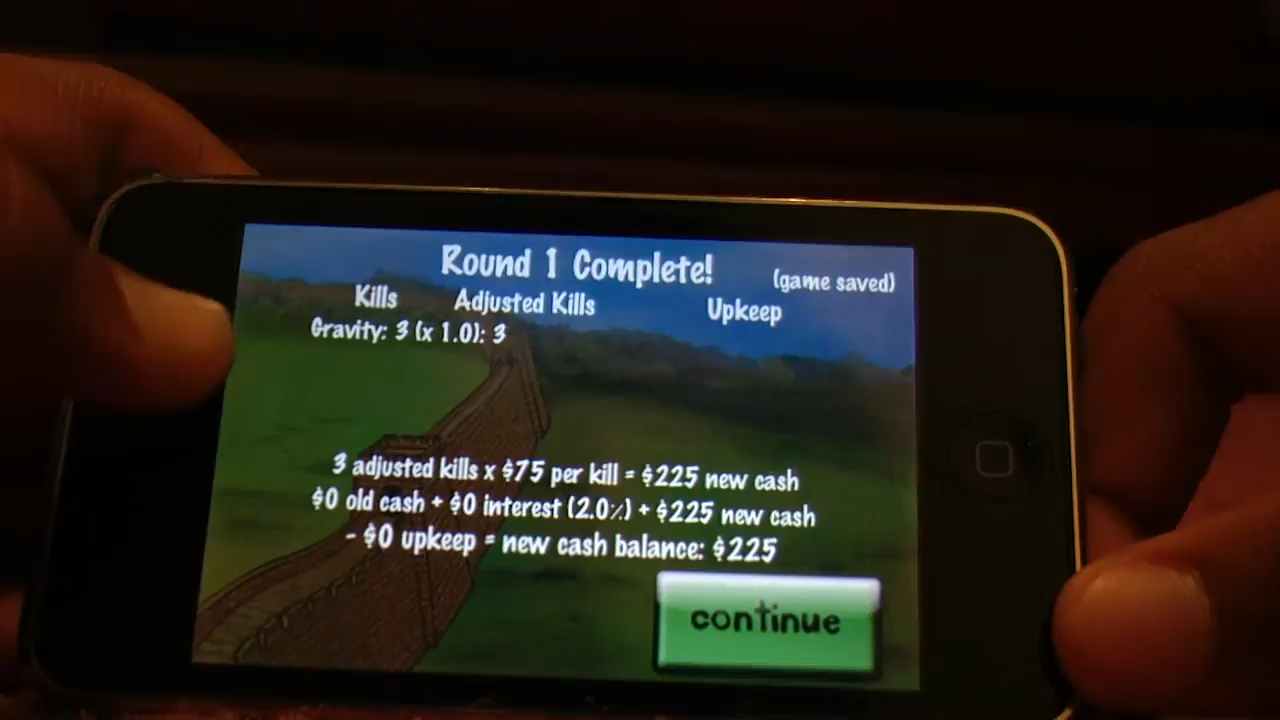 Round 1 Complete!
(game saved)
Kills Adjusted Kills Upkeep
Gravity: 3 (x 1.0): 3
3 adjusted kills x $75 per kill = $225 new cash
$0 old cash + $0 interest (2.0%) + $225 new cash
- $0 upkeep = new cash balance: $225
continue